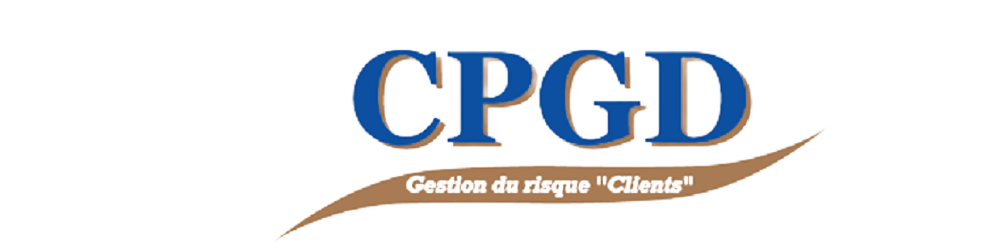 CPGD
Gestion du risque "Clients"